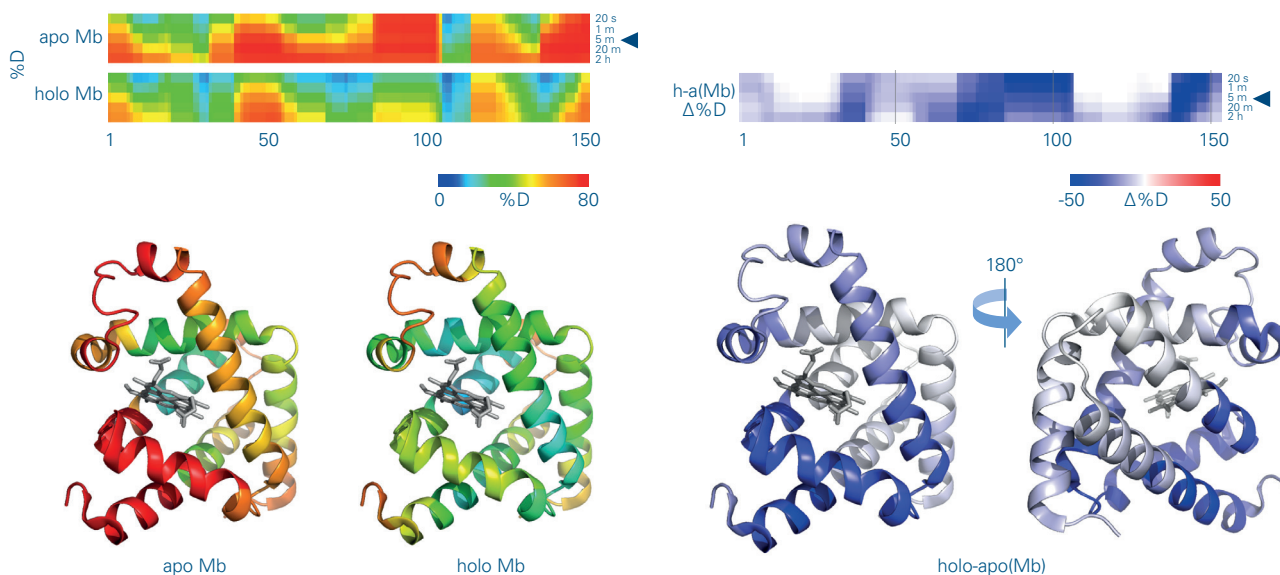 %D
apo Mb
20 s
1 m
5 m
20 m
2 h
holo Mb
1 50 100 150
0 %D 80
h-a(Mb)
Δ%D
20 s
1 m
5 m
20 m
2 h
1 50 100 150
-50 Δ%D 50
180°
apo Mb
holo Mb
holo-apo(Mb)